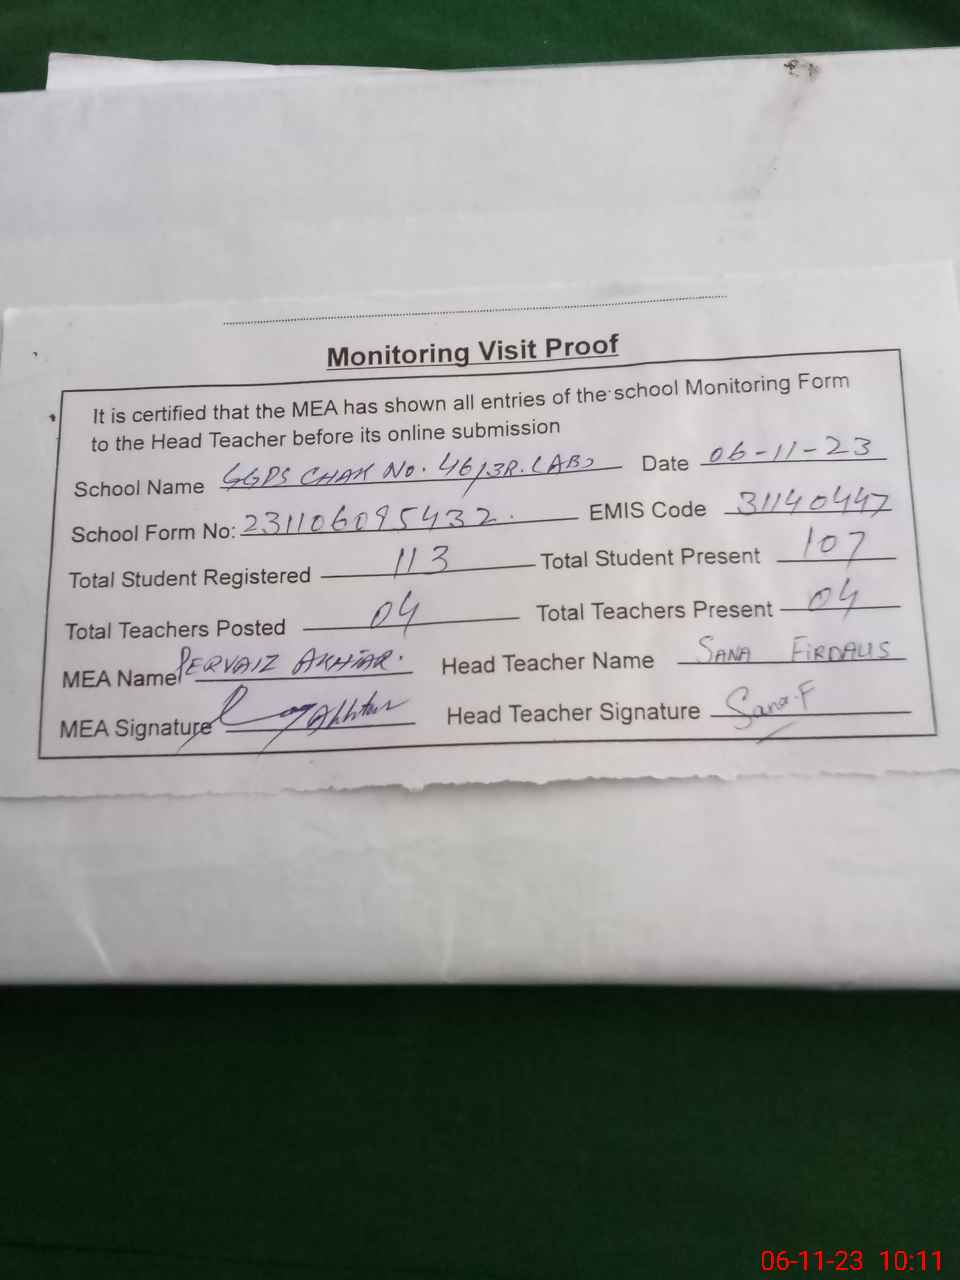 Monitoring Visit Proof
It is certified that the MEA has shown all entries of the school Monitoring Form
to the Head Teacher before its online submission
School Name GGPS CHAK No. 46/3R. (AB) Date 06-11-23
School Form No: 231106095432. EMIS Code 31140447
Total Student Registered 113 Total Student Present 107
Total Teachers Posted 04 Total Teachers Present 04
MEA Name PERVAIZ AKHTAR. Head Teacher Name SANA FIRDAUS
MEA Signature Akhtar Head Teacher Signature Sana.F
06-11-23 10:11